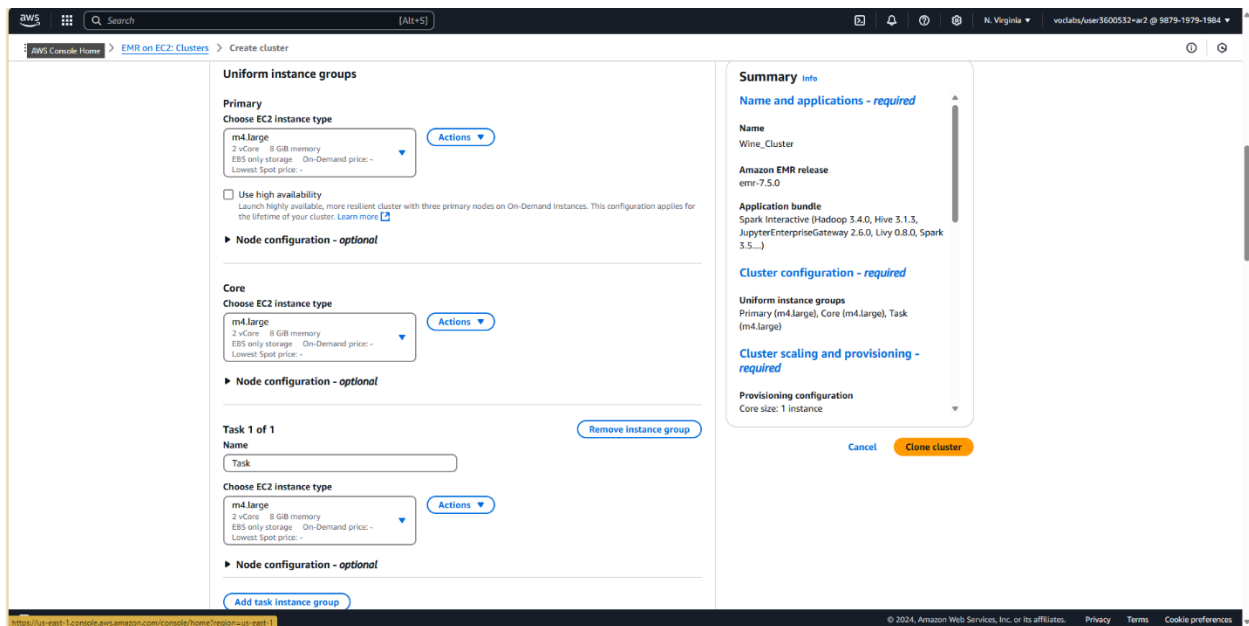 aws
Search
[Alt+S]
N. Virginia
voclabs/user3600532=ar2 @ 9879-1979-1984
AWS Console Home
EMR on EC2: Clusters
Create cluster
Uniform instance groups
Primary
Choose EC2 instance type
m4.large
2 vCore 8 GiB memory
EBS only storage On-Demand price: -
Lowest Spot price: -
Actions
Use high availability
Launch highly available, more resilient cluster with three primary nodes on On-Demand Instances. This configuration applies for
the lifetime of your cluster. Learn more
Node configuration - optional
Core
Choose EC2 instance type
m4.large
2 vCore 8 GiB memory
EBS only storage On-Demand price: -
Lowest Spot price: -
Actions
Node configuration - optional
Task 1 of 1
Remove instance group
Name
Task
Choose EC2 instance type
m4.large
2 vCore 8 GiB memory
EBS only storage On-Demand price: -
Lowest Spot price: -
Actions
Node configuration - optional
Add task instance group
Summary Info
Name and applications - required
Name
Wine_Cluster
Amazon EMR release
emr-7.5.0
Application bundle
Spark Interactive (Hadoop 3.4.0, Hive 3.1.3,
JupyterEnterpriseGateway 2.6.0, Livy 0.8.0, Spark
3.5....)
Cluster configuration - required
Uniform instance groups
Primary (m4.large), Core (m4.large), Task
(m4.large)
Cluster scaling and provisioning -
required
Provisioning configuration
Core size: 1 instance
Cancel
Clone cluster
https://us-east-1.console.aws.amazon.com/console/home?region=us-east-1
© 2024, Amazon Web Services, Inc. or its affiliates.
Privacy
Terms
Cookie preferences